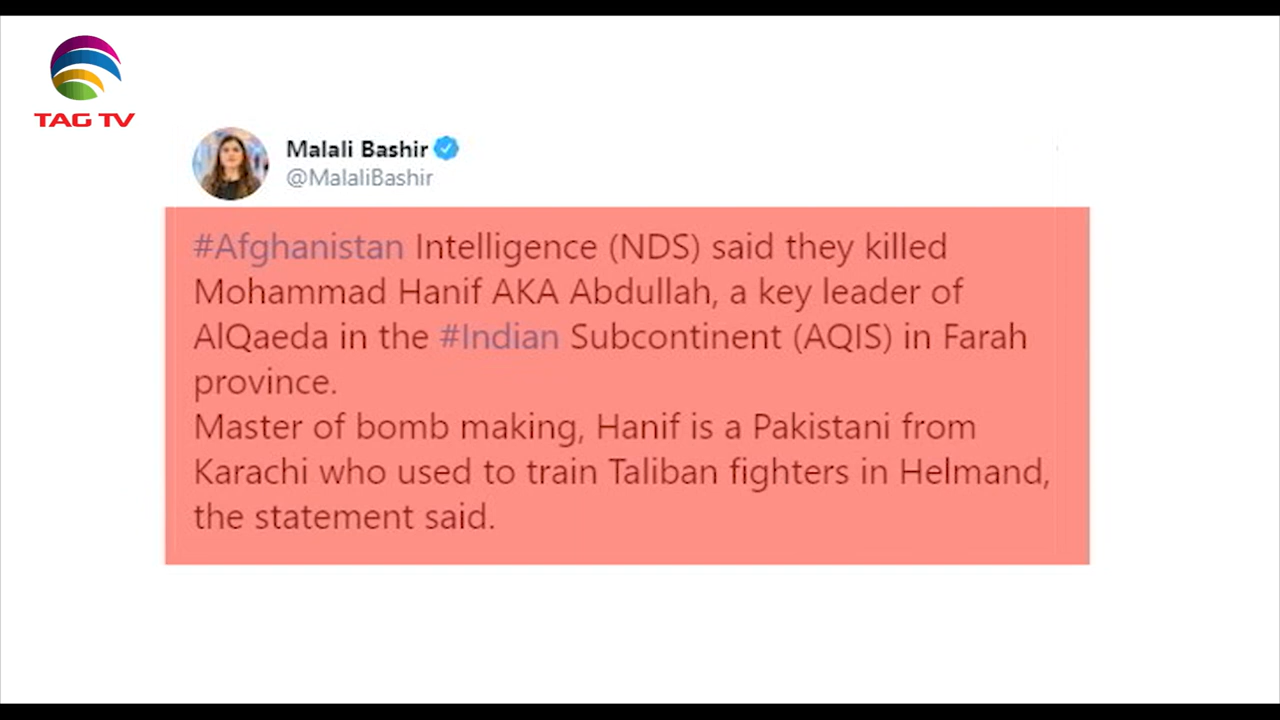 TAG TV
Malali Bashir
@MalaliBashir
#Afghanistan Intelligence (NDS) said they killed
Mohammad Hanif AKA Abdullah, a key leader of
AlQaeda in the #Indian Subcontinent (AQIS) in Farah
province.
Master of bomb making, Hanif is a Pakistani from
Karachi who used to train Taliban fighters in Helmand,
the statement said.